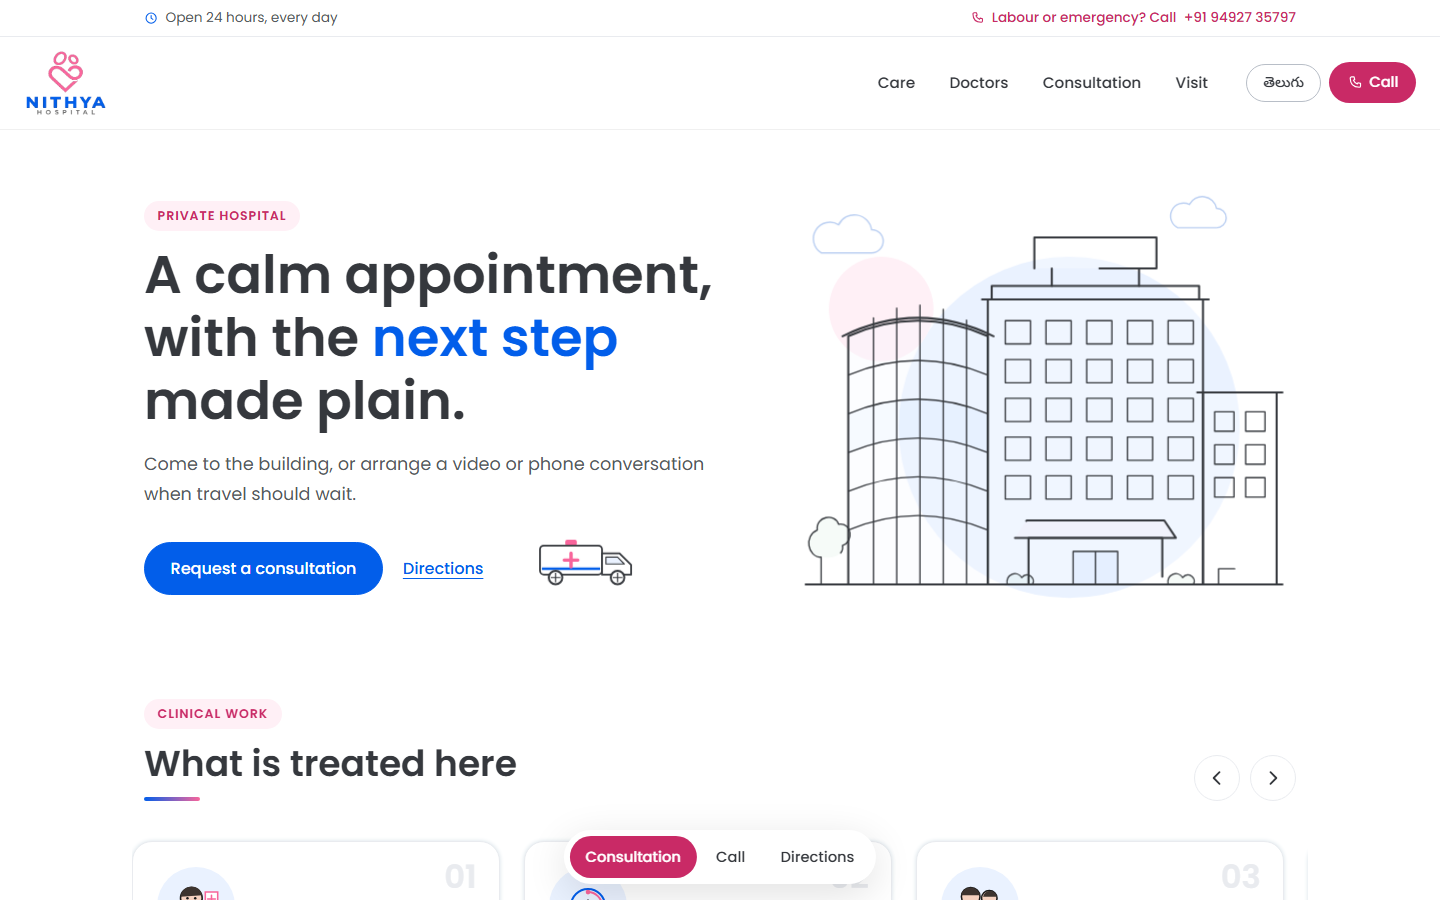 Open 24 hours, every day
Labour or emergency? Call +91 94927 35797
NITHYA
HOSPITAL
Care
Doctors
Consultation
Visit
తెలుగు
Call
PRIVATE HOSPITAL
A calm appointment,
with the next step
made plain.
Come to the building, or arrange a video or phone conversation
when travel should wait.
Request a consultation
Directions
CLINICAL WORK
What is treated here
01
02
03
Consultation
Call
Directions